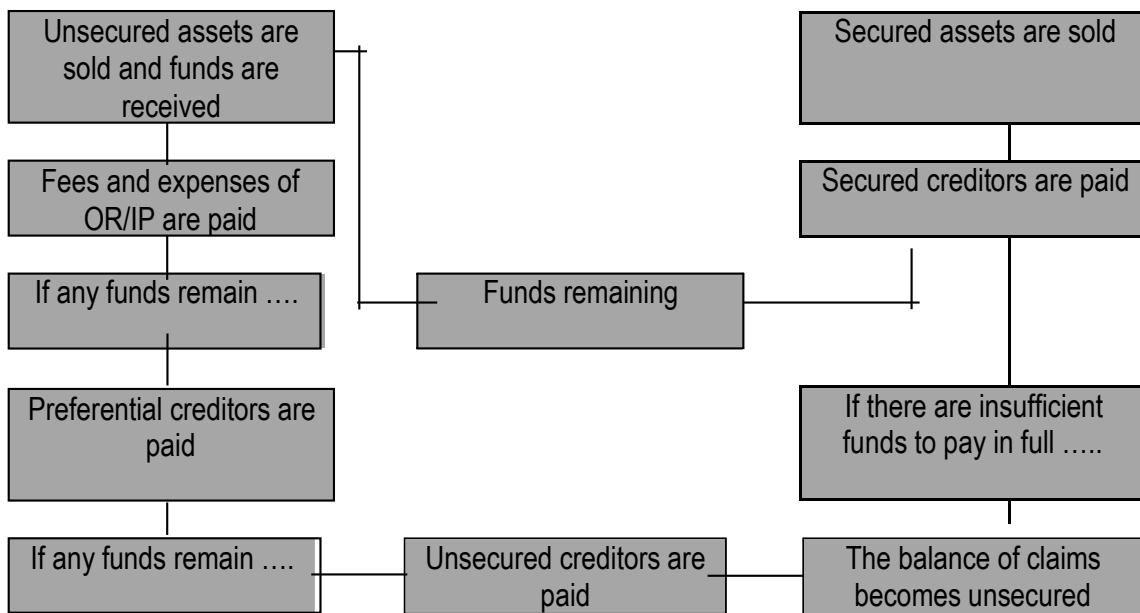 Unsecured assets are
sold and funds are
received
Secured assets are sold
Fees and expenses of
OR/IP are paid
Secured creditors are paid
If any funds remain ….
Funds remaining
Preferential creditors are
paid
If there are insufficient
funds to pay in full …..
If any funds remain ….
Unsecured creditors are
paid
The balance of claims
becomes unsecured